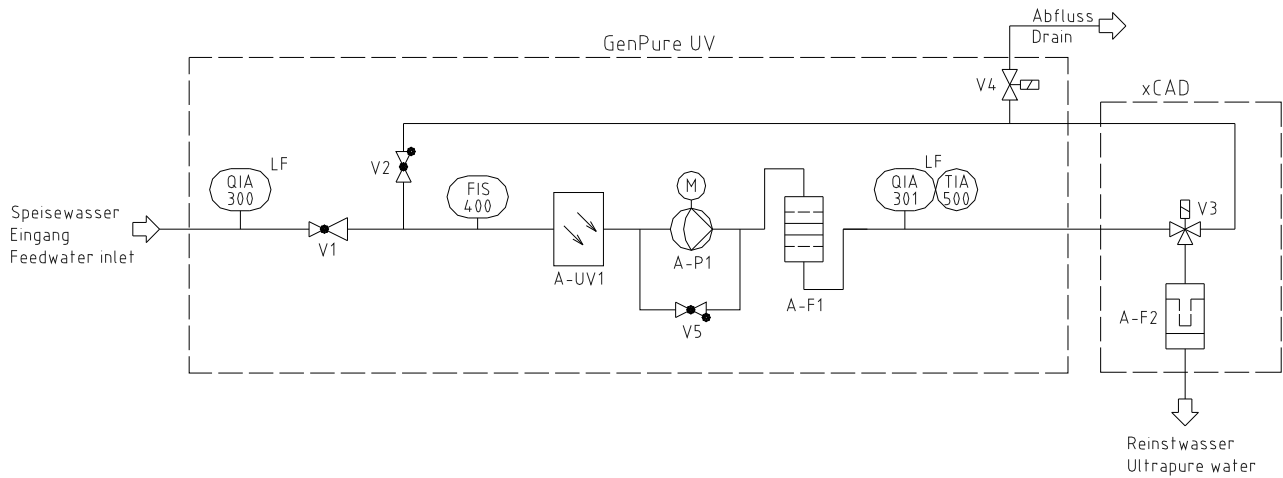 Abfluss
Drain
GenPure UV
V4
xCAD
LF
QIA
300
V2
FIS
400
LF
QIA
301
TIA
500
M
Speisewasser
Eingang
Feedwater inlet
V1
A-UV1
A-P1
V5
A-F1
V3
A-F2
Reinstwasser
Ultrapure water